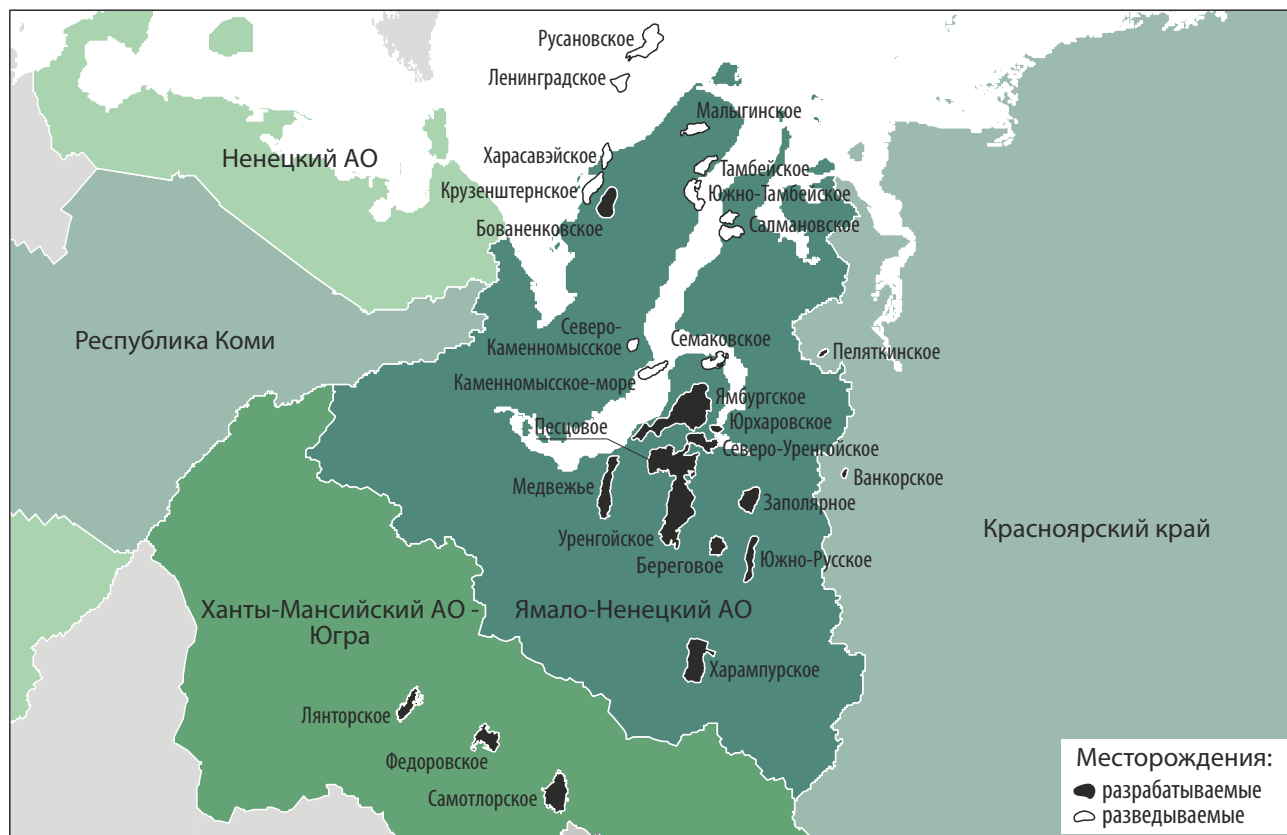 Русановское
Ленинградское
Малыгинское
Харасавэйское
Тамбейское
Ненецкий АО
Крузенштернское
Южно-Тамбейское
Бованенковское
Салмановское
Северо-
Каменномысское
Семаковское
Республика Коми
Пеляткинское
Каменномысское-море
Ямбургское
Песцовое
Юрхаровское
Северо-Уренгойское
Медвежье
Ванкорское
Заполярное
Красноярский край
Уренгойское
Береговое
Южно-Русское
Ханты-Мансийский АО -
Югра
Ямало-Ненецкий АО
Харампурское
Лянторское
Федоровское
Самотлорское
Месторождения:
разрабатываемые
разведываемые